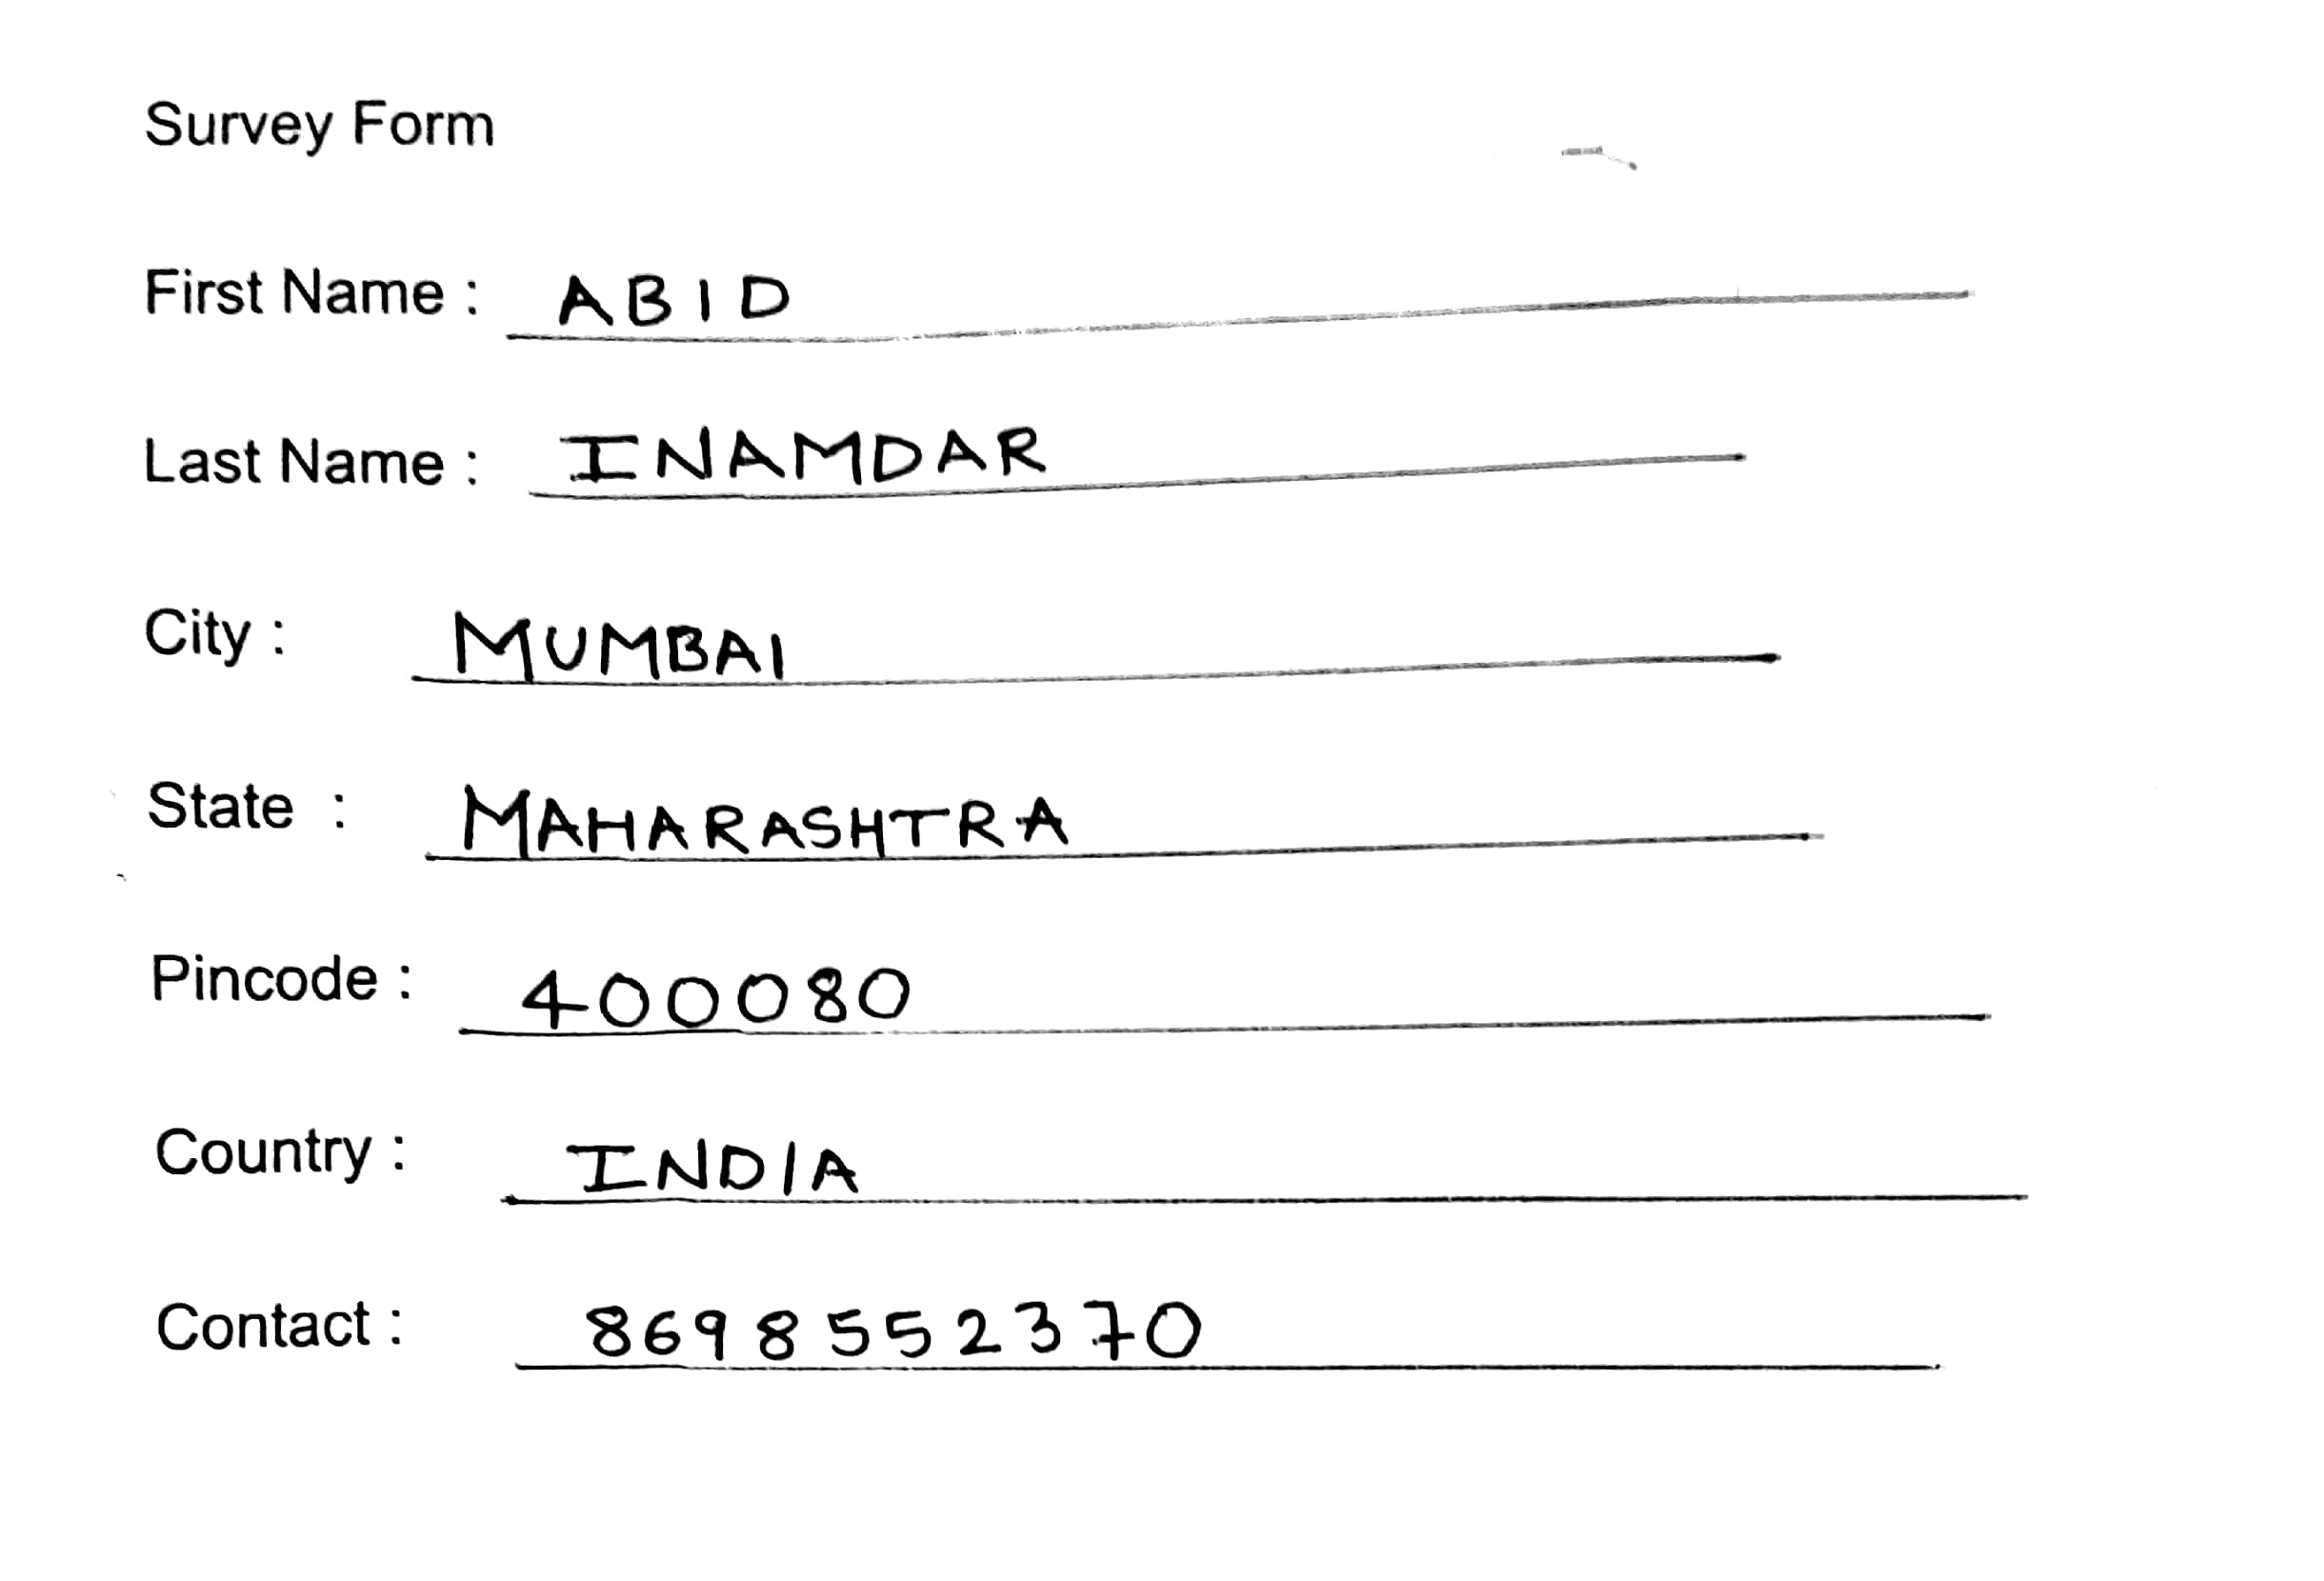 Survey Form
First Name : ABID
Last Name : INAMDAR
City : MUMBAI
State : MAHARASHTRA
Pincode : 400080
Country : INDIA
Contact : 8698552370